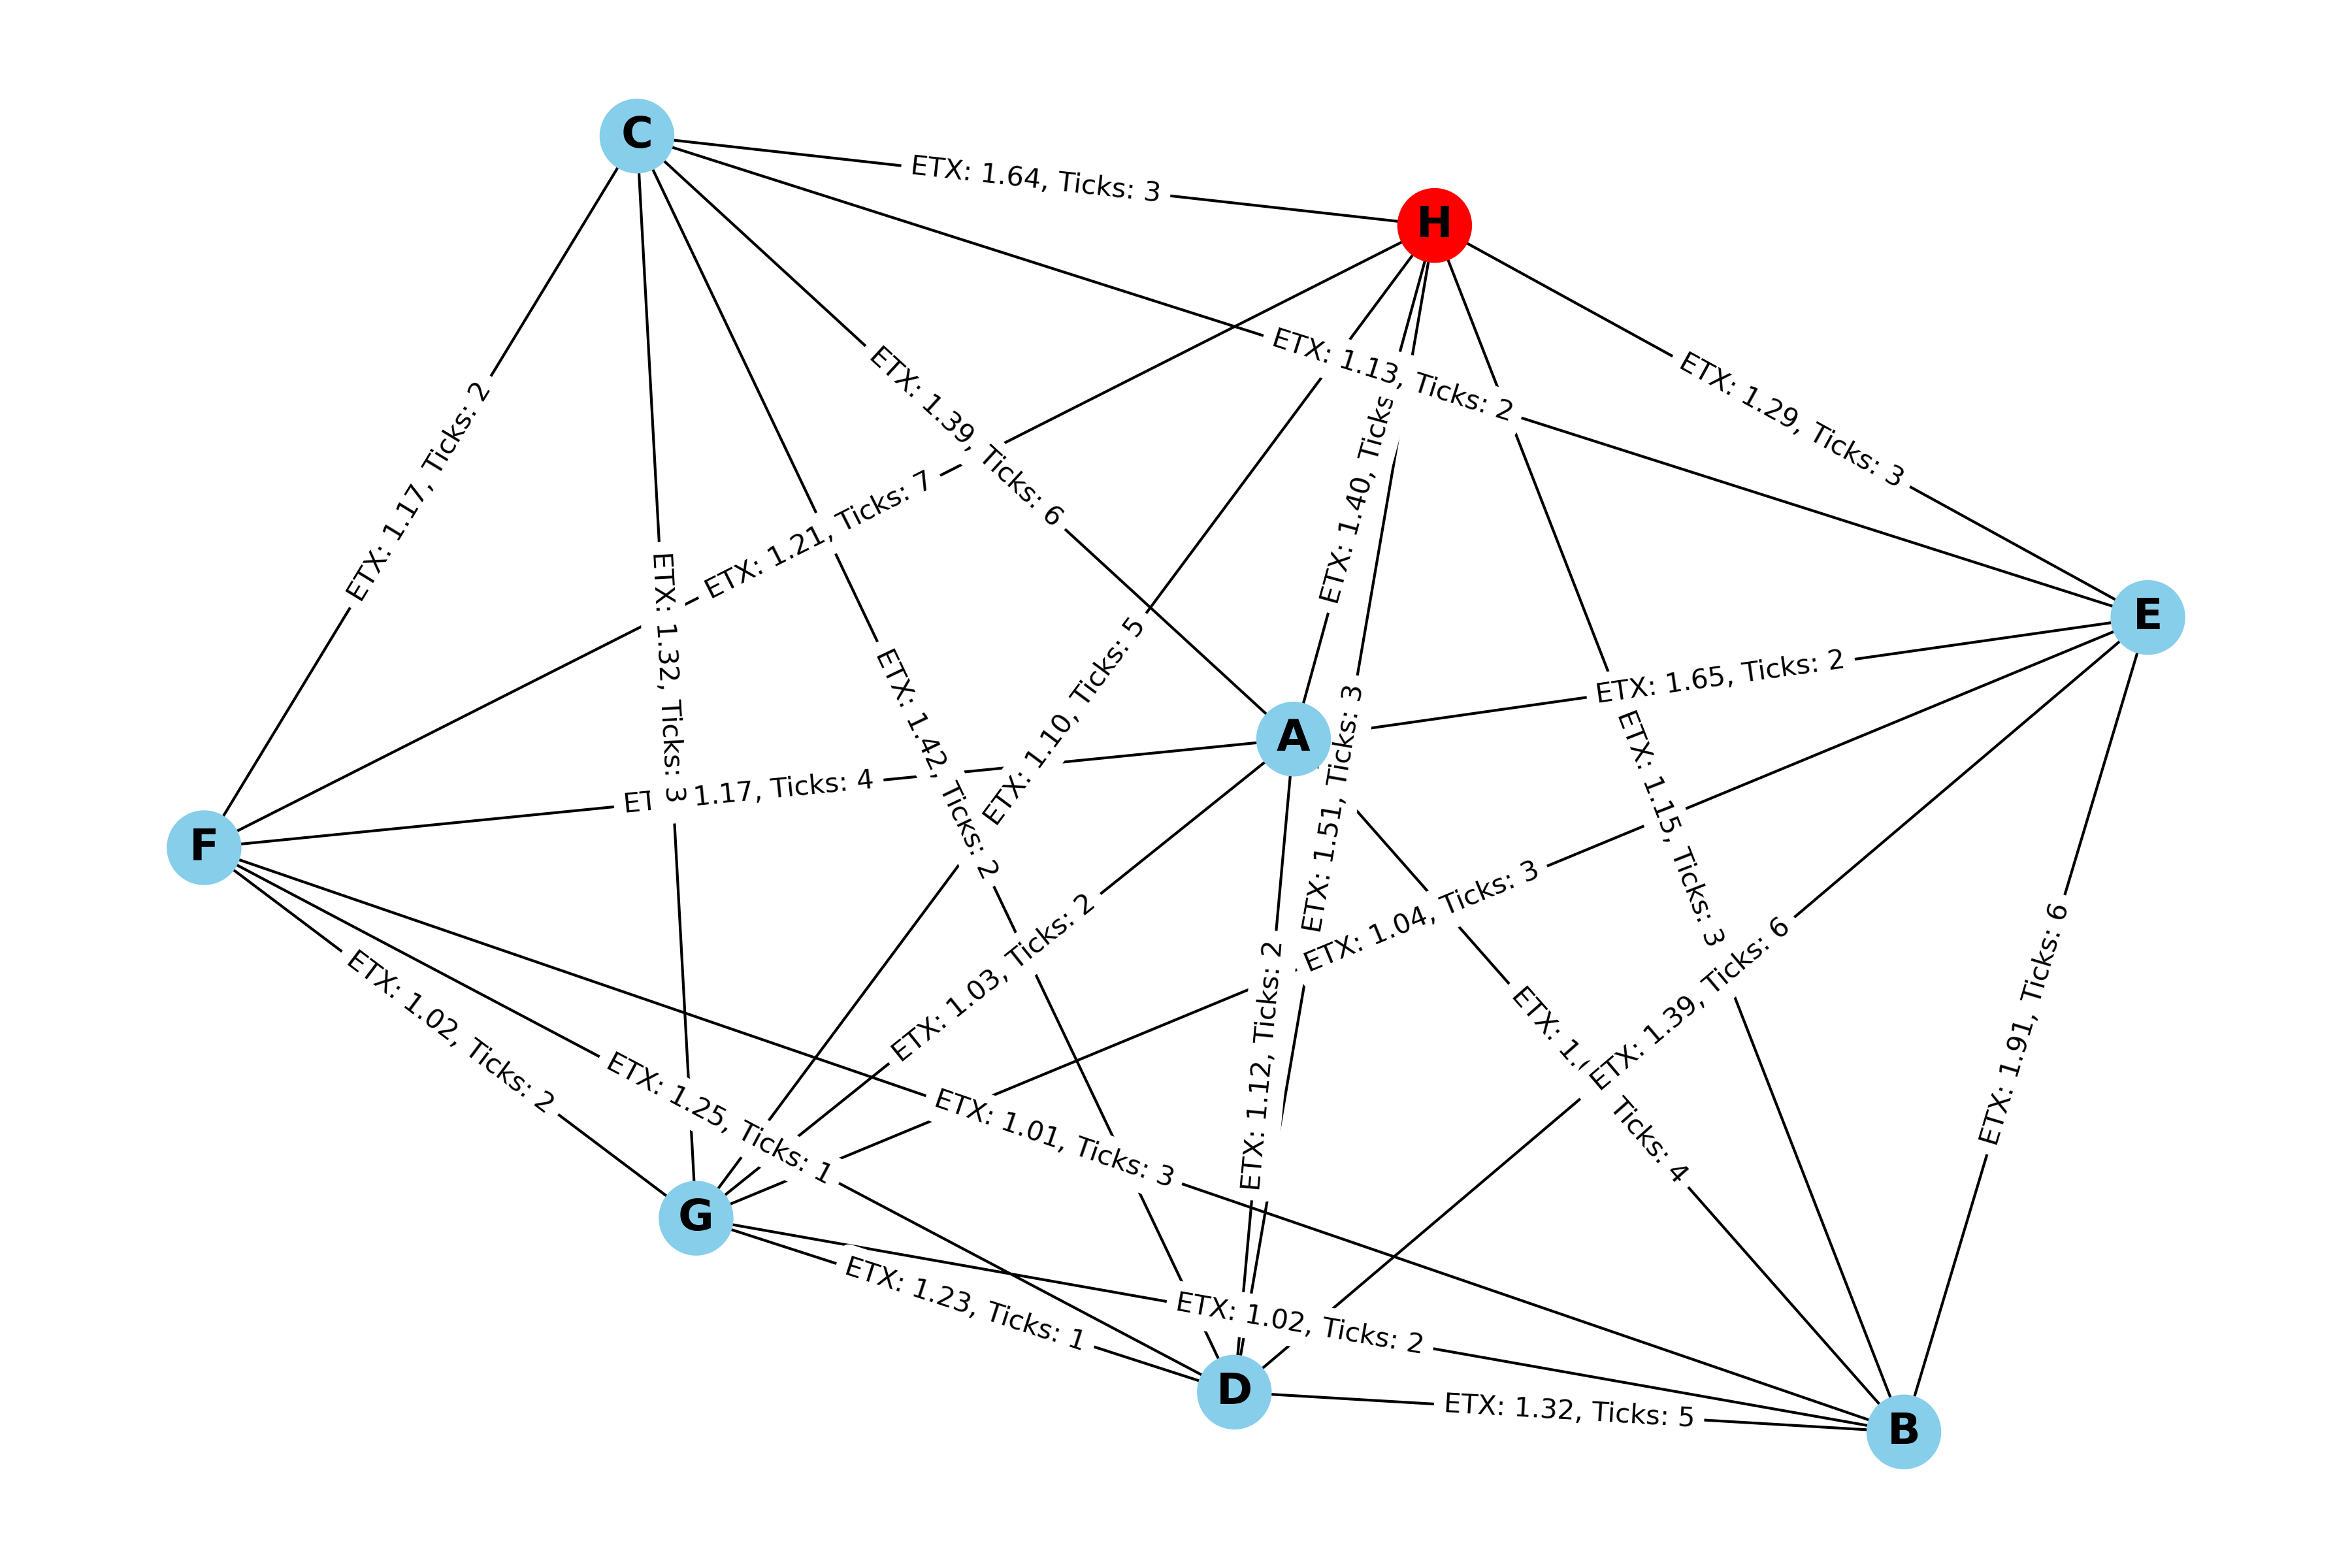 C
ETX: 1.64, Ticks: 3
H
ETX: 1.13, Ticks: 2
ETX: 1.29, Ticks: 3
ETX: 1.39, Ticks: 6
ETX: 1.17, Ticks: 2
ETX: 1.40, Ticks
ETX: 1.21, Ticks: 7
E
ETX: 1.32, Ticks: 3
ETX: 1.10, Ticks: 5
ETX: 1.65, Ticks: 2
A
ETX: 1.42, Ticks: 2
ETX: 1.17, Ticks: 4
ETX: 1.51, Ticks: 3
ETX: 1.15, Ticks: 3
F
ETX: 1.04, Ticks: 3
ETX: 1.03, Ticks: 2
ETX: 1.39, Ticks: 6
ETX: 1.91, Ticks: 6
ETX: 1.02, Ticks: 2
ETX: 1.12, Ticks: 2
ETX: Ticks: 4
ETX: 1.25, Ticks: 1
ETX: 1.01, Ticks: 3
G
ETX: 1.23, Ticks: 1
ETX: 1.02, Ticks: 2
D
ETX: 1.32, Ticks: 5
B